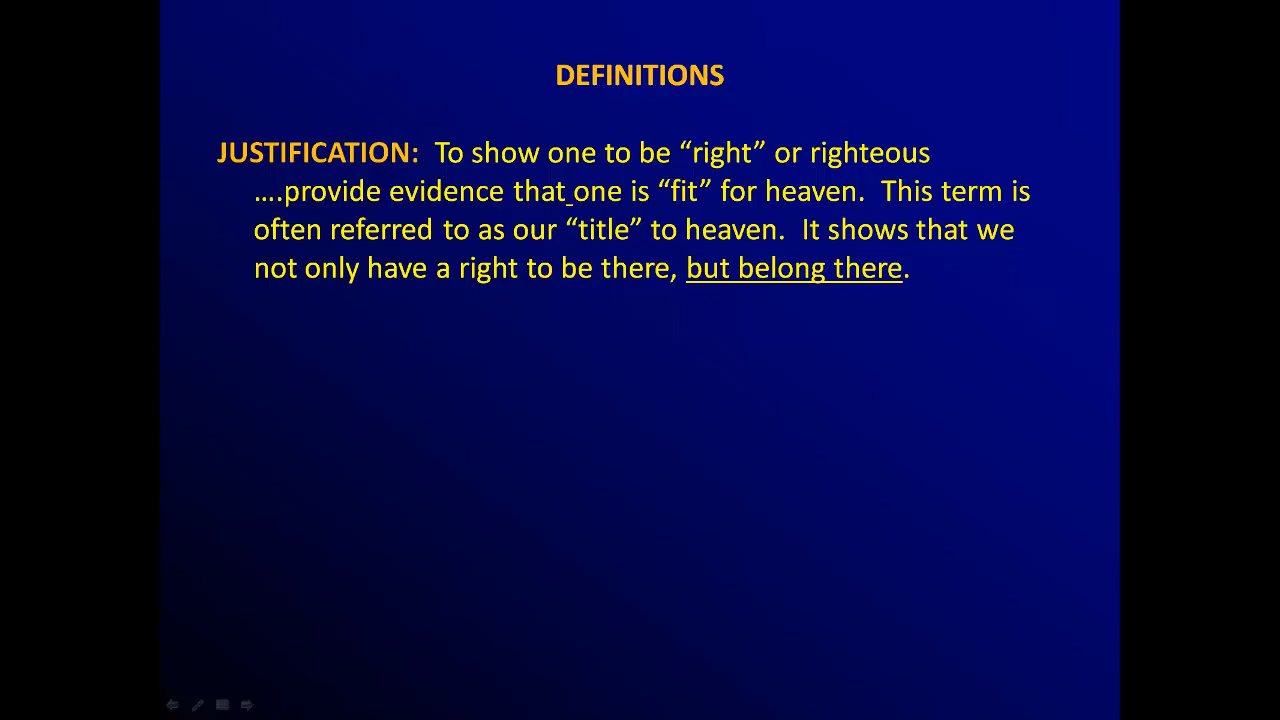 DEFINITIONS
JUSTIFICATION: To show one to be “right” or righteous
….provide evidence that one is “fit” for heaven. This term is
often referred to as our “title” to heaven. It shows that we
not only have a right to be there, but belong there.